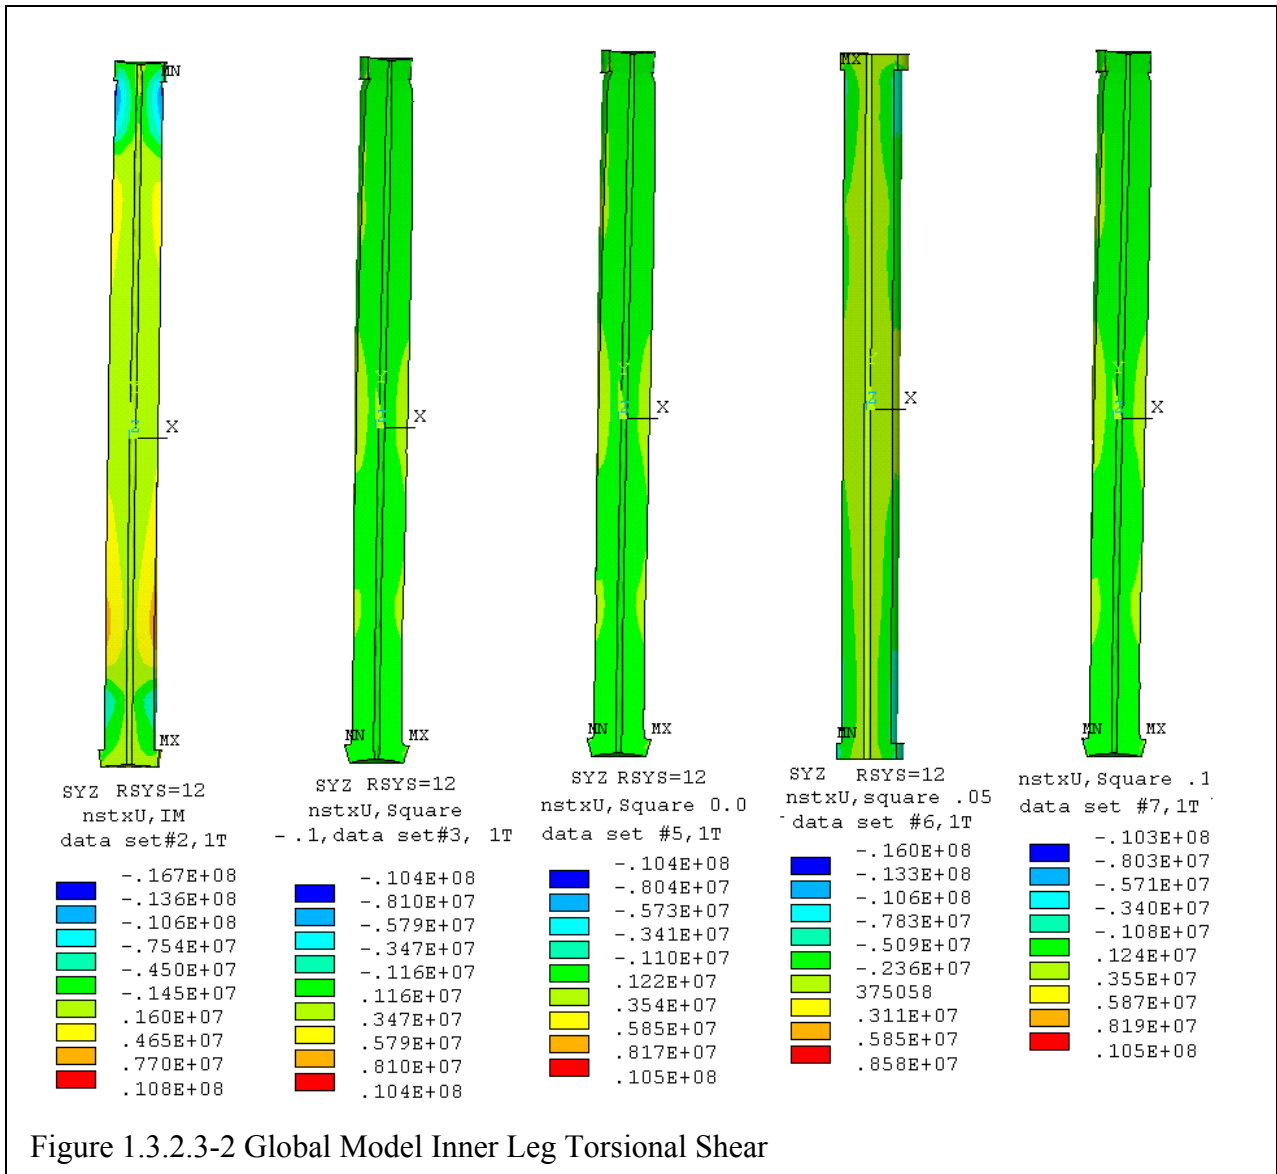 MN
Y
Z
X
MX
SYZ RSYS=12
nstxU,IM
data set#2,1T
-.167E+08
-.136E+08
-.106E+08
-.754E+07
-.450E+07
-.145E+07
.160E+07
.465E+07
.770E+07
.108E+08
Y
Z
X
MN
MX
SYZ RSYS=12
nstxU,Square
-.1,data set#3, 1T
-.104E+08
-.810E+07
-.579E+07
-.347E+07
-.116E+07
.116E+07
.347E+07
.579E+07
.810E+07
.104E+08
Y
Z
X
MN
MX
SYZ RSYS=12
nstxU,Square 0.0
data set #5,1T
-.104E+08
-.804E+07
-.573E+07
-.341E+07
-.110E+07
.122E+07
.354E+07
.585E+07
.817E+07
.105E+08
MX
Y
Z
X
MN
SYZ RSYS=12
nstxU,square .05
data set #6,1T
-.160E+08
-.133E+08
-.106E+08
-.783E+07
-.509E+07
-.236E+07
375058
.311E+07
.585E+07
.858E+07
Y
Z
X
MN
MX
nstxU,Square .1
data set #7,1T
-.103E+08
-.803E+07
-.571E+07
-.340E+07
-.108E+07
.124E+07
.355E+07
.587E+07
.819E+07
.105E+08
Figure 1.3.2.3-2 Global Model Inner Leg Torsional Shear